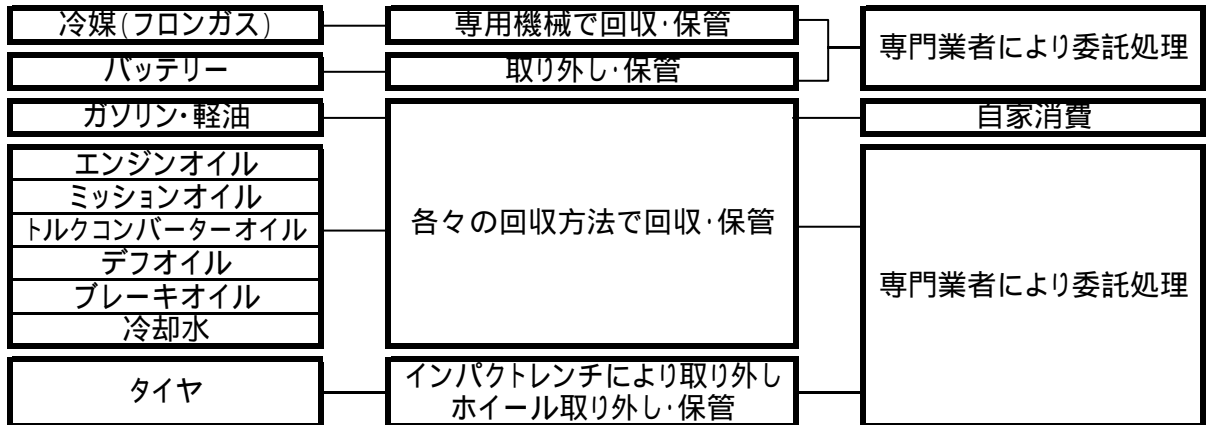 冷媒(フロンガス)
専用機械で回収･保管
専門業者により委託処理
バッテリー
取り外し･保管
ガソリン･軽油
各々の回収方法で回収･保管
自家消費
エンジンオイル
ミッションオイル
トルクコンバーターオイル
デフオイル
ブレーキオイル
冷却水
専門業者により委託処理
タイヤ
インパクトレンチにより取り外し
ホイール取り外し･保管